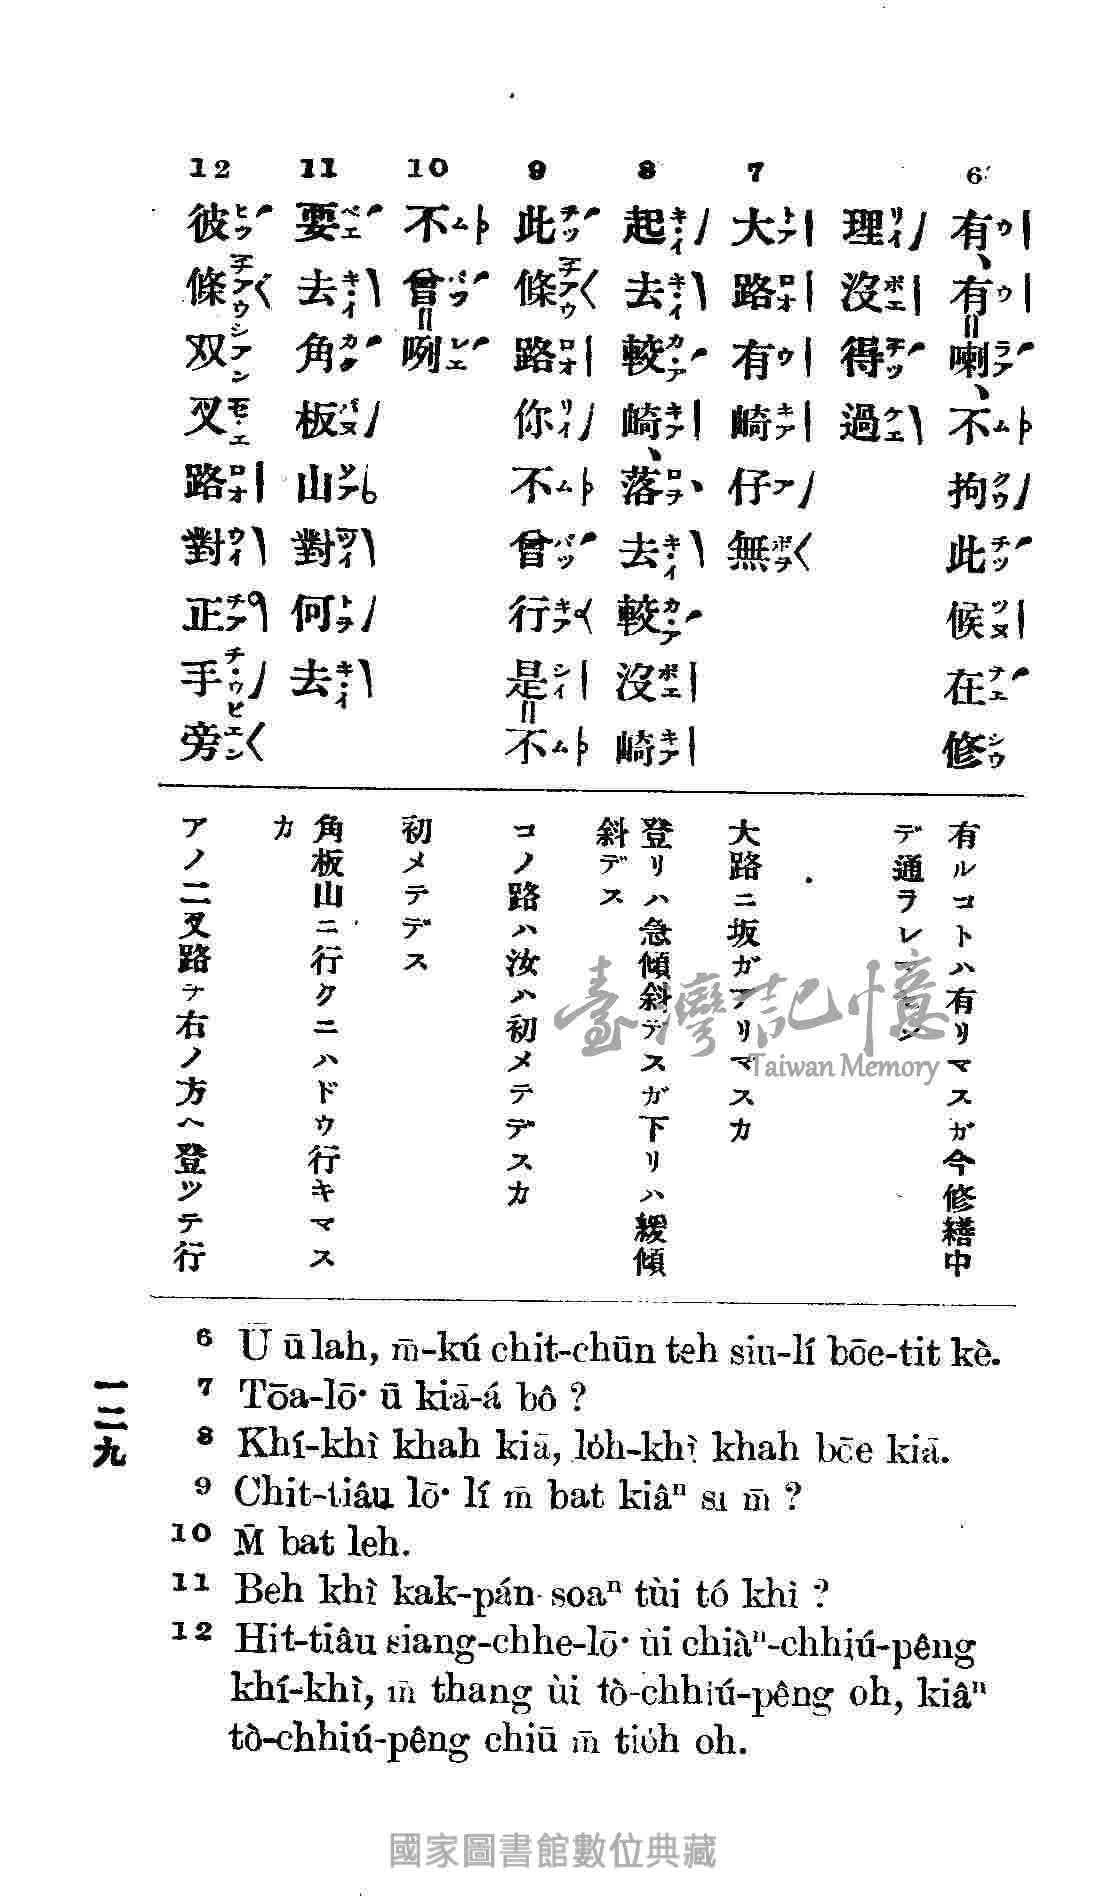 6
有、有=喇、不拘此候在修
理沒得過
7
大路有崎仔無
8
起去較崎、落去較沒崎
9
此條路你不曾行是=不
10
不曾=咧
11
要去角板山對何去
12
彼條双叉路對正手旁
有ルコトハ有リマスガ今修繕中
デ通ラレマセン
大路ニ坂ガアリマスカ
登リハ急傾斜デスガ下リハ緩傾
斜デス
コノ路ハ汝ハ初メテデスカ
初メテデス
角板山ニ行クニハドウ行キマス
カ
アノ二叉路ヲ右ノ方ヘ登ツテ行
6 Ū ū lah, m̄-kú chit-chūn teh siu-lí bōe-tit kè.
7 Tōa-lō· ū kiā-á bô ?
8 Khí-khì khah kiā, lo̍h-khì khah bōe kiā.
9 Chit-tiâu lō· lí m̄ bat kiâⁿ sı m̄ ?
10 M̄ bat leh.
11 Beh khì kak-pán-soaⁿ tùi tó khi ?
12 Hit-tiâu siang-chhe-lō· ùi chiàⁿ-chhiú-pêng
khí-khì, m̄ thang ùi tò-chhiú-pêng oh, kiâⁿ
tò-chhiú-pêng chiū m̄ tio̍h oh.
一二九
臺灣記憶
Taiwan Memory
國家圖書館數位典藏